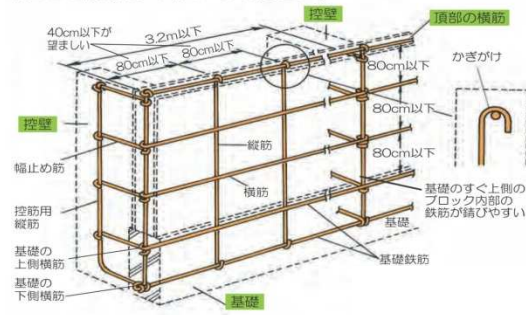 40cm以下が
望ましい
3.2m以下
80cm以下
80cm以下
控壁
頂部の横筋
かぎがけ
80cm以下
80cm以下
80cm以下
控壁
幅止め筋
縦筋
横筋
控筋用
縦筋
基礎のすぐ上側の
ブロック内部の
鉄筋が錆びやすい
基礎
基礎の
上側横筋
基礎鉄筋
基礎の
下側横筋
基礎